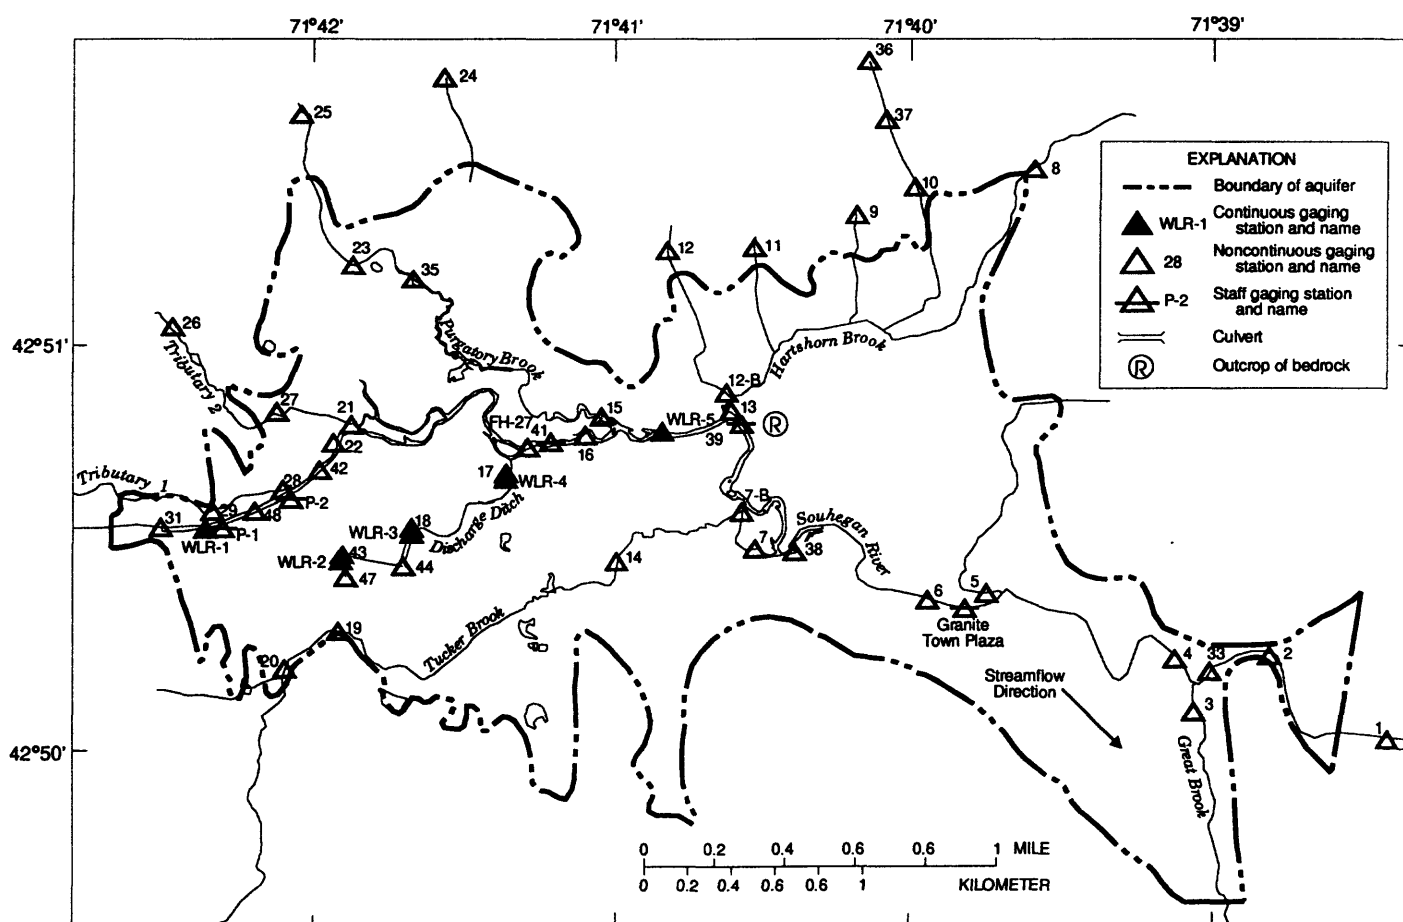 71°42'
71°41'
71°40'
71°39'
36
24
25
37
8
10
9
12
11
23
35
26
42°51'
Tributary 2
Purgatory Brook
Hartshorn Brook
EXPLANATION
Boundary of aquifer
WLR-1 Continuous gaging
station and name
28 Noncontinuous gaging
station and name
P-2 Staff gaging station
and name
Culvert
R Outcrop of bedrock
12-B
27
21
FH-27
15
WLR-5
13
R
41
39
22
16
42
17
WLR-4
Tributary 1
28
P-2
7-B
29
48
31
P-1
WLR-1
18
WLR-3
Discharge Ditch
Souhegan River
43
WLR-2
44
47
14
7
38
6
5
Granite
Town Plaza
19
Tucker Brook
20
4
33
2
Streamflow
Direction
3
1
42°50'
Great Brook
0 0.2 0.4 0.6 0.6 1 MILE
0 0.2 0.4 0.6 0.6 1 KILOMETER